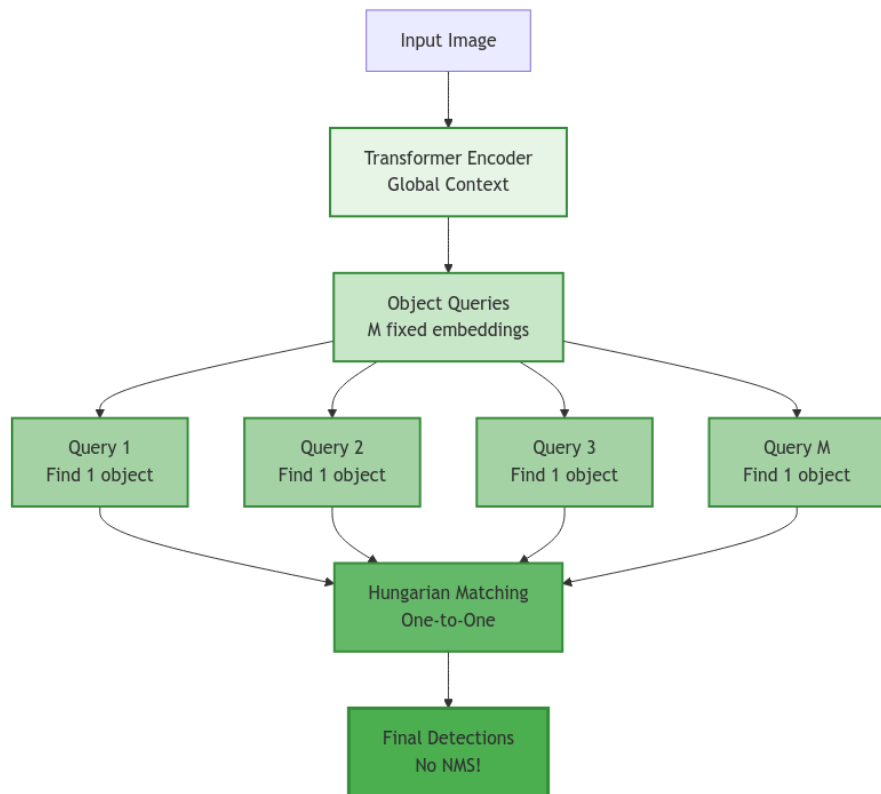 Input Image
Transformer Encoder
Global Context
Object Queries
M fixed embeddings
Query 1
Find 1 object
Query 2
Find 1 object
Query 3
Find 1 object
Query M
Find 1 object
Hungarian Matching
One-to-One
Final Detections
No NMS!